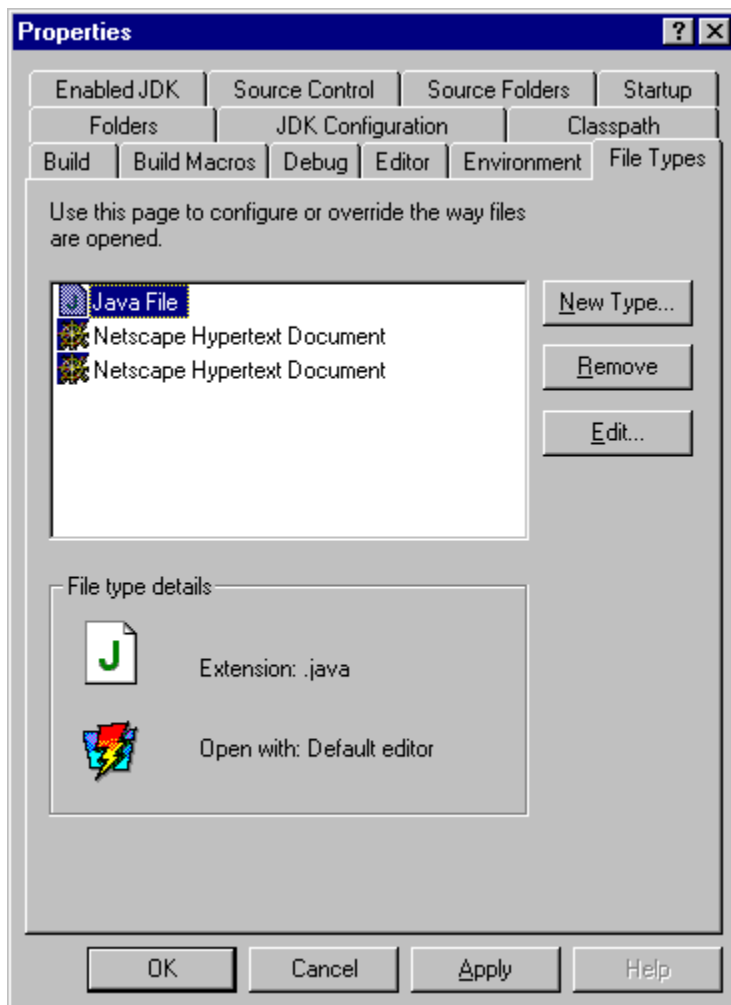 Properties
Enabled JDK Source Control Source Folders Startup
Folders JDK Configuration Classpath
Build Build Macros Debug Editor Environment File Types
Use this page to configure or override the way files
are opened.
J Java File
Netscape Hypertext Document
Netscape Hypertext Document
New Type...
Remove
Edit...
File type details
J
Extension: .java
Open with: Default editor
OK Cancel Apply Help